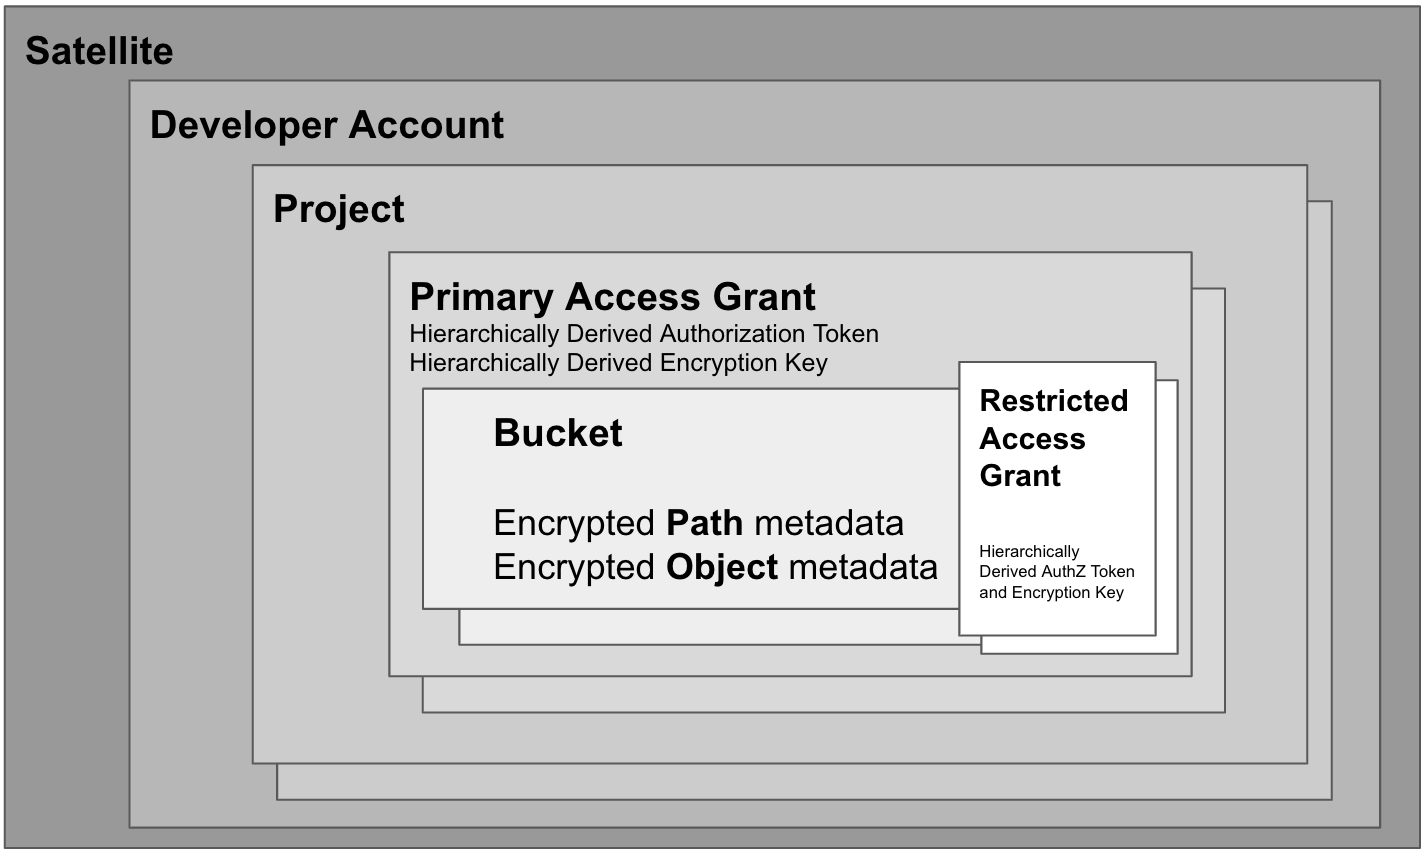 Satellite
Developer Account
Project
Primary Access Grant
Hierarchically Derived Authorization Token
Hierarchically Derived Encryption Key
Bucket
Encrypted Path metadata
Encrypted Object metadata
Restricted
Access
Grant
Hierarchically
Derived AuthZ Token
and Encryption Key